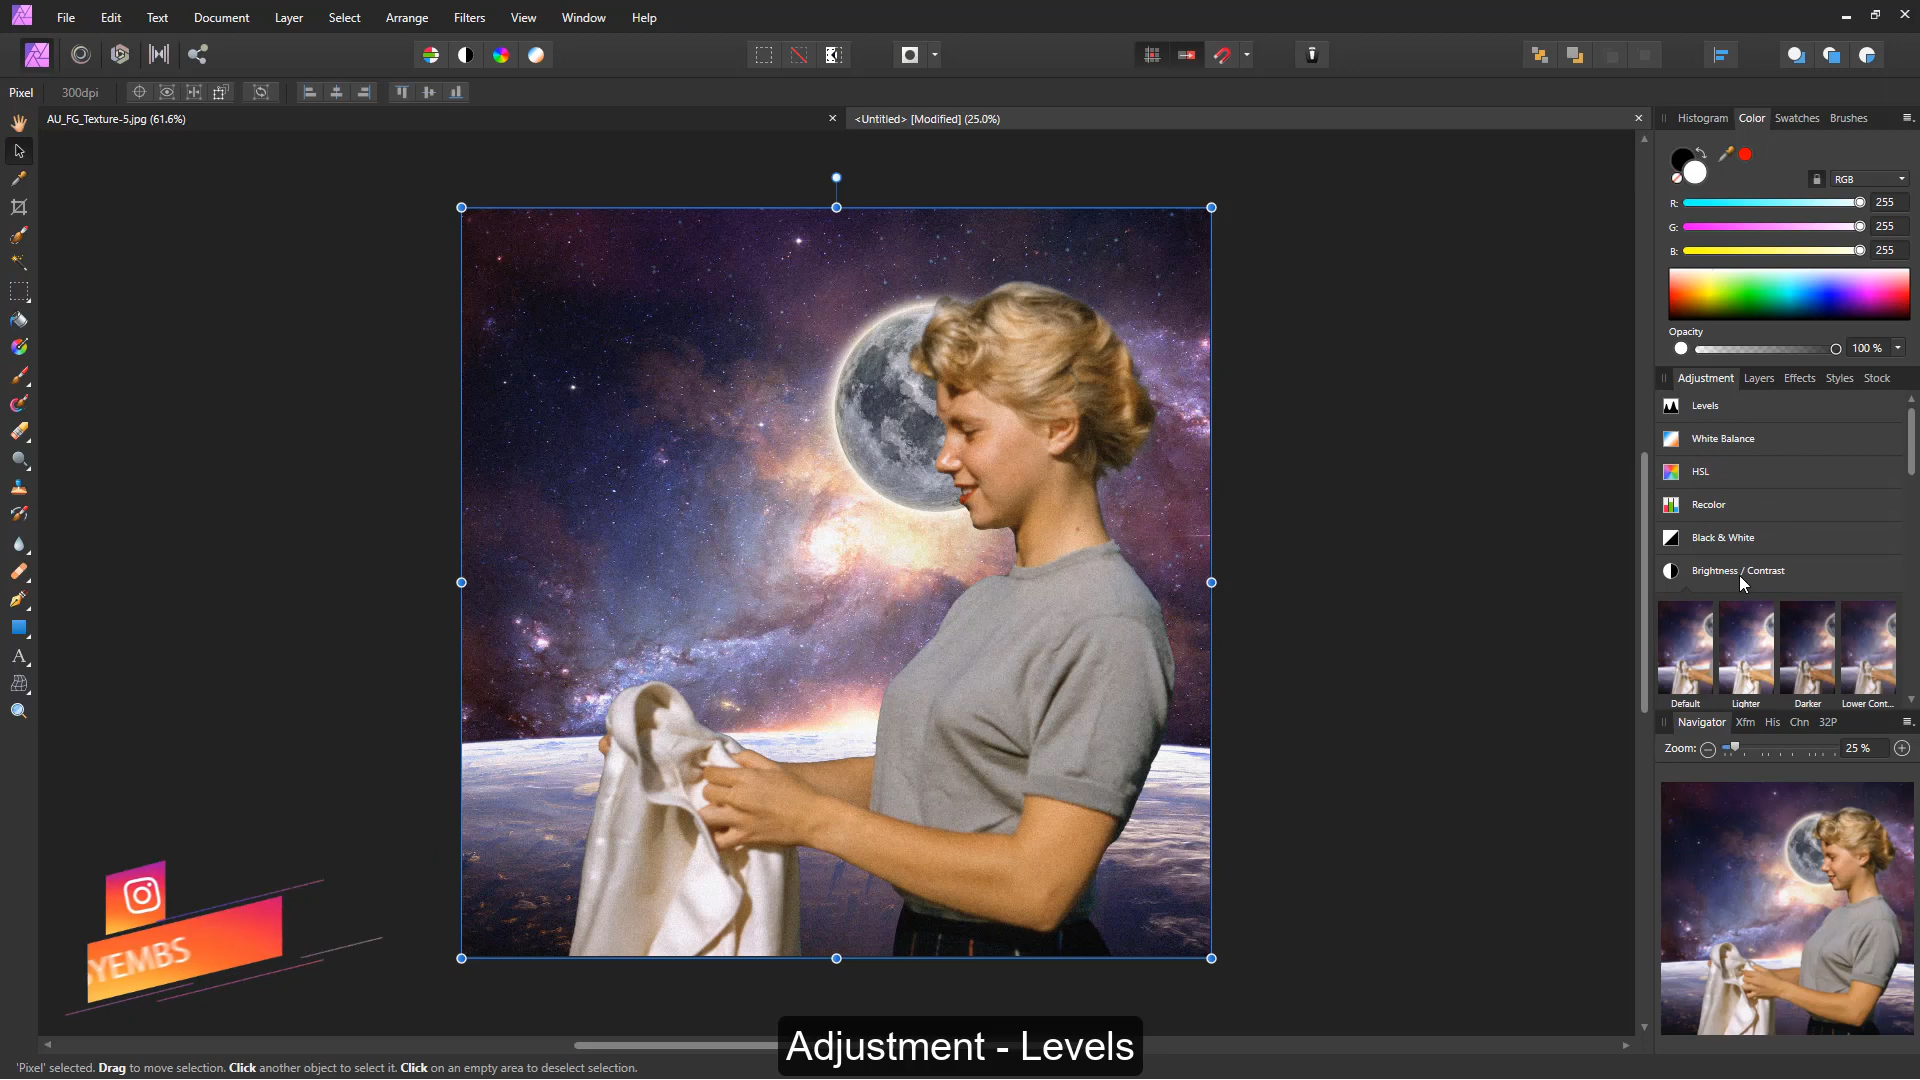 File Edit Text Document Layer Select Arrange Filters View Window Help
Pixel 300dpi
AU_FG_Texture-5.jpg (61.6%)
<Untitled> [Modified] (25.0%)
Histogram Color Swatches Brushes
RGB
R: 255
G: 255
B: 255
Opacity
100 %
Adjustment Layers Effects Styles Stock
Levels
White Balance
HSL
Recolor
Black & White
Brightness / Contrast
Default Lighter Darker Lower Cont...
Navigator Xfm His Chn 32P
Zoom: 25 %
YEMBS
Adjustment - Levels
'Pixel' selected. Drag to move selection. Click another object to select it. Click on an empty area to deselect selection.